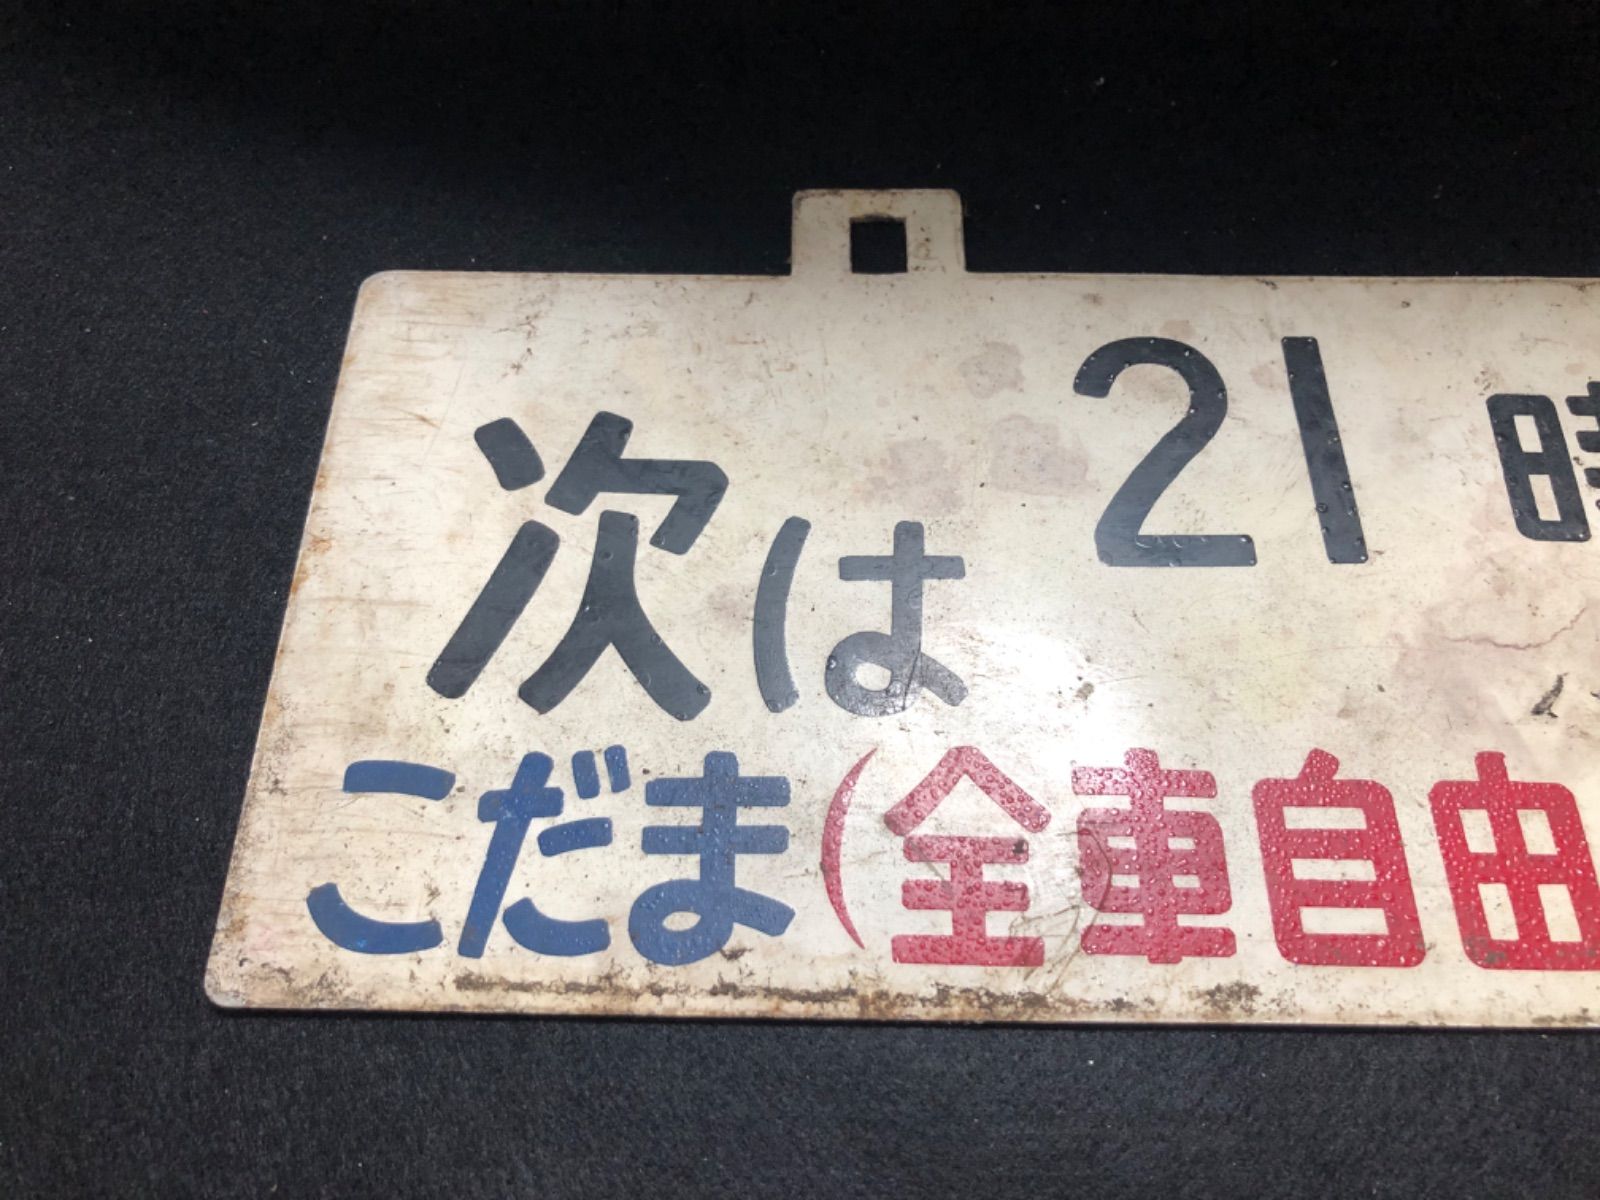 次は 21 時
こだま(全車自由